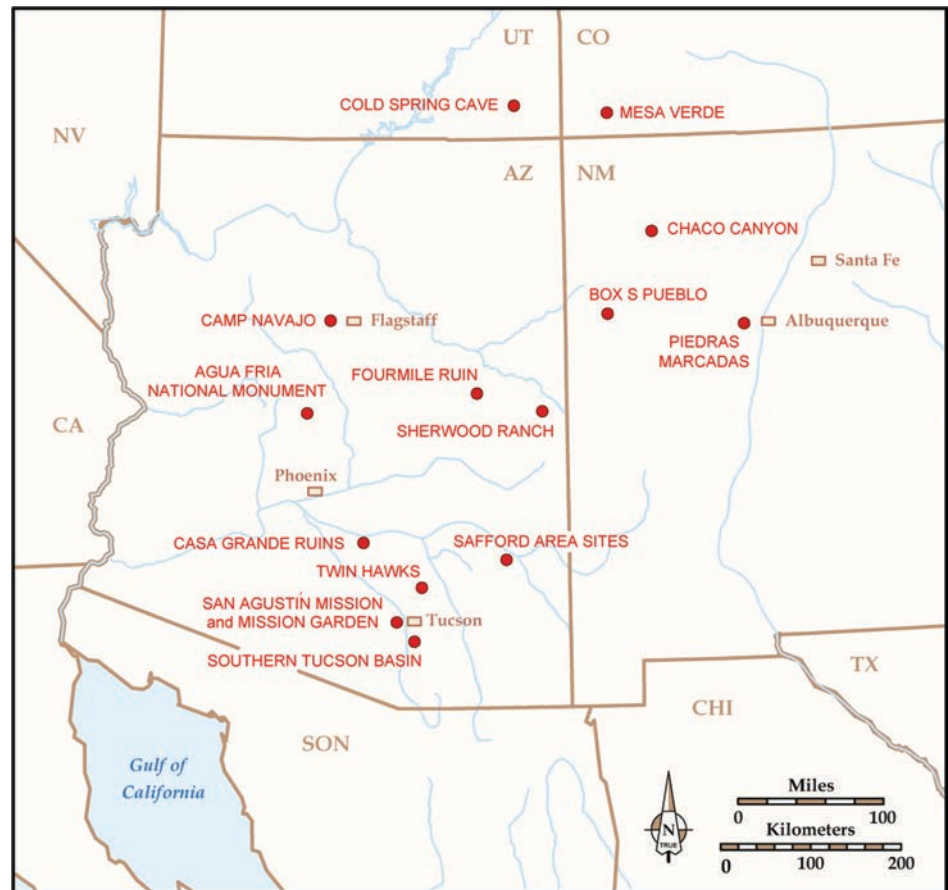 UT
CO
COLD SPRING CAVE
MESA VERDE
NV
AZ
NM
CHACO CANYON
Santa Fe
BOX S PUEBLO
CAMP NAVAJO
Flagstaff
Albuquerque
PIEDRAS
MARCADAS
AGUA FRIA
NATIONAL MONUMENT
FOURMILE RUIN
CA
SHERWOOD RANCH
Phoenix
CASA GRANDE RUINS
SAFFORD AREA SITES
TWIN HAWKS
SAN AGUSTÍN MISSION
and MISSION GARDEN
Tucson
SOUTHERN TUCSON BASIN
TX
CHI
SON
Gulf of
California
N
TRUE
Miles
0 100
Kilometers
0 100 200